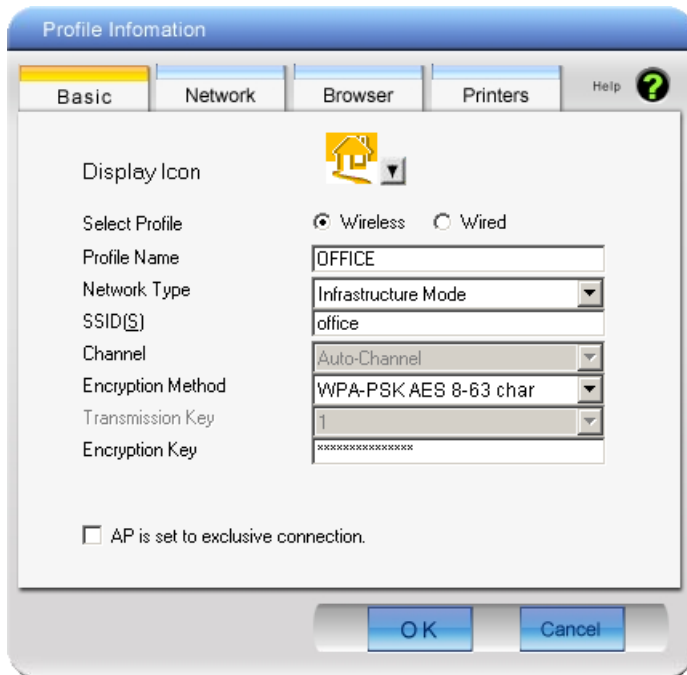 Profile Infomation
Basic Network Browser Printers Help ?
Display Icon
Select Profile Wireless Wired
Profile Name OFFICE
Network Type Infrastructure Mode
SSID(S) office
Channel Auto-Channel
Encryption Method WPA-PSK AES 8-63 char
Transmission Key 1
Encryption Key ***************
AP is set to exclusive connection.
OK Cancel